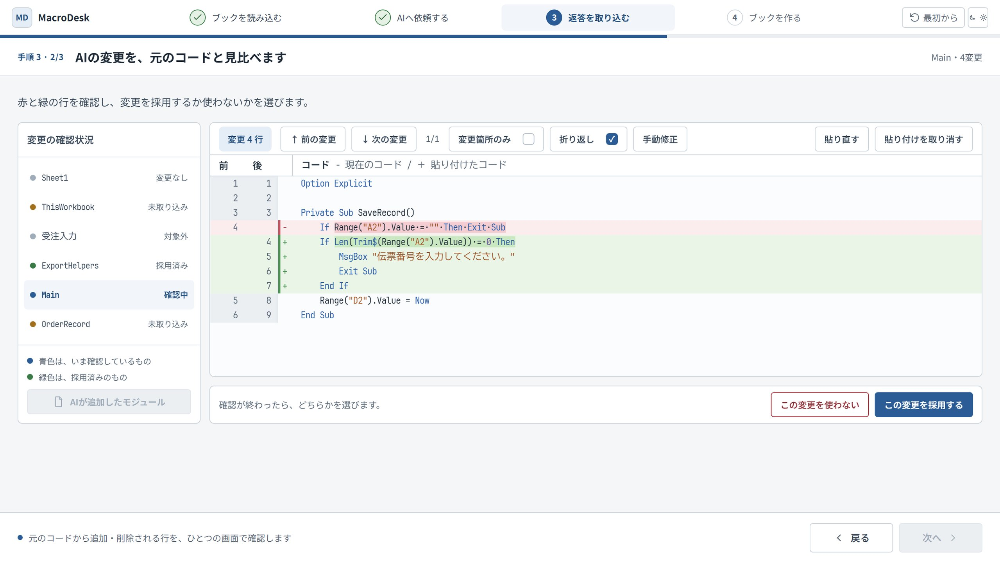 MD MacroDesk ブックを読み込む AIへ依頼する 3 返答を取り込む 4 ブックを作る 最初から
手順 3 · 2/3 AIの変更を、元のコードと見比べます Main・4変更
赤と緑の行を確認し、変更を採用するか使わないかを選びます。
変更の確認状況
Sheet1 変更なし
ThisWorkbook 未取り込み
受注入力 対象外
ExportHelpers 採用済み
Main 確認中
OrderRecord 未取り込み
青色は、いま確認しているもの
緑色は、採用済みのもの
AIが追加したモジュール
変更 4 行 ↑ 前の変更 ↓ 次の変更 1/1 変更箇所のみ 折り返し 手動修正 貼り直す 貼り付けを取り消す
前 後 コード - 現在のコード / + 貼り付けたコード
1 1 Option Explicit
2 2
3 3 Private Sub SaveRecord()
4 - If Range("A2").Value·=·""·Then·Exit·Sub
4 + If Len(Trim$(Range("A2").Value))·=·0·Then
5 + MsgBox "伝票番号を入力してください。"
6 + Exit Sub
7 + End If
5 8 Range("D2").Value = Now
6 9 End Sub
確認が終わったら、どちらかを選びます。 この変更を使わない この変更を採用する
元のコードから追加・削除される行を、ひとつの画面で確認します 戻る 次へ